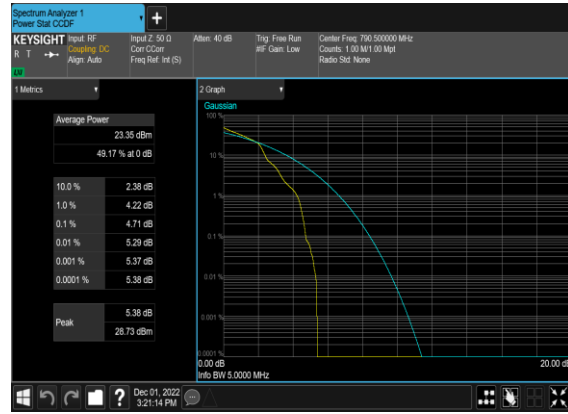 Spectrum Analyzer 1
Power Stat CCDF
+
KEYSIGHT
R T
LW
Input: RF
Coupling: DC
Align: Auto
Input Z: 50 Ω
Corr CCorr
Freq Ref: Int (S)
Atten: 40 dB
Trig: Free Run
#IF Gain: Low
Center Freq: 790.500000 MHz
Counts: 1.00 M/1.00 Mpt
Radio Std: None
1 Metrics
Average Power
23.35 dBm
49.17 % at 0 dB
10.0 % 2.38 dB
1.0 % 4.22 dB
0.1 % 4.71 dB
0.01 % 5.29 dB
0.001 % 5.37 dB
0.0001 % 5.38 dB
Peak
5.38 dB
28.73 dBm
2 Graph
Gaussian
100 %
10 %
1 %
0.1 %
0.01 %
0.001 %
0.0001 %
0.00 dB
20.00 dB
Info BW 5.0000 MHz
?
Dec 01, 2022
3:21:14 PM